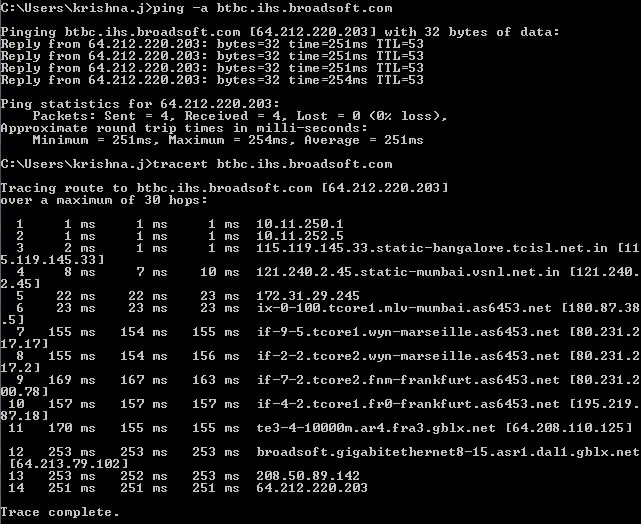 C:\Users\krishna.j>ping -a btbc.ihs.broadsoft.com
Pinging btbc.ihs.broadsoft.com [64.212.220.203] with 32 bytes of data:
Reply from 64.212.220.203: bytes=32 time=251ms TTL=53
Reply from 64.212.220.203: bytes=32 time=251ms TTL=53
Reply from 64.212.220.203: bytes=32 time=251ms TTL=53
Reply from 64.212.220.203: bytes=32 time=254ms TTL=53
Ping statistics for 64.212.220.203:
    Packets: Sent = 4, Received = 4, Lost = 0 (0% loss),
Approximate round trip times in milli-seconds:
    Minimum = 251ms, Maximum = 254ms, Average = 251ms
C:\Users\krishna.j>tracert btbc.ihs.broadsoft.com
Tracing route to btbc.ihs.broadsoft.com [64.212.220.203]
over a maximum of 30 hops:
  1     1 ms     1 ms     1 ms  10.11.250.1
  2     1 ms     1 ms     1 ms  10.11.252.5
  3     2 ms     1 ms     1 ms  115.119.145.33.static-bangalore.tcisl.net.in [11
5.119.145.33]
  4     8 ms     7 ms    10 ms  121.240.2.45.static-mumbai.vsnl.net.in [121.240.
2.45]
  5    22 ms    22 ms    23 ms  172.31.29.245
  6    23 ms    23 ms    23 ms  ix-0-100.tcore1.mlv-mumbai.as6453.net [180.87.38
.5]
  7   155 ms   154 ms   155 ms  if-9-5.tcore1.wyn-marseille.as6453.net [80.231.2
17.17]
  8   155 ms   154 ms   156 ms  if-2-2.tcore2.wyn-marseille.as6453.net [80.231.2
17.2]
  9   169 ms   167 ms   163 ms  if-7-2.tcore2.fnm-frankfurt.as6453.net [80.231.2
00.78]
 10   157 ms   157 ms   157 ms  if-4-2.tcore1.fr0-frankfurt.as6453.net [195.219.
87.18]
 11   170 ms   155 ms   155 ms  te3-4-10000m.ar4.fra3.gblx.net [64.208.110.125]
 12   253 ms   253 ms   253 ms  broadsoft.gigabitethernet8-15.asr1.dal1.gblx.net
 [64.213.79.102]
 13   253 ms   252 ms   253 ms  208.50.89.142
 14   251 ms   251 ms   251 ms  64.212.220.203
Trace complete.